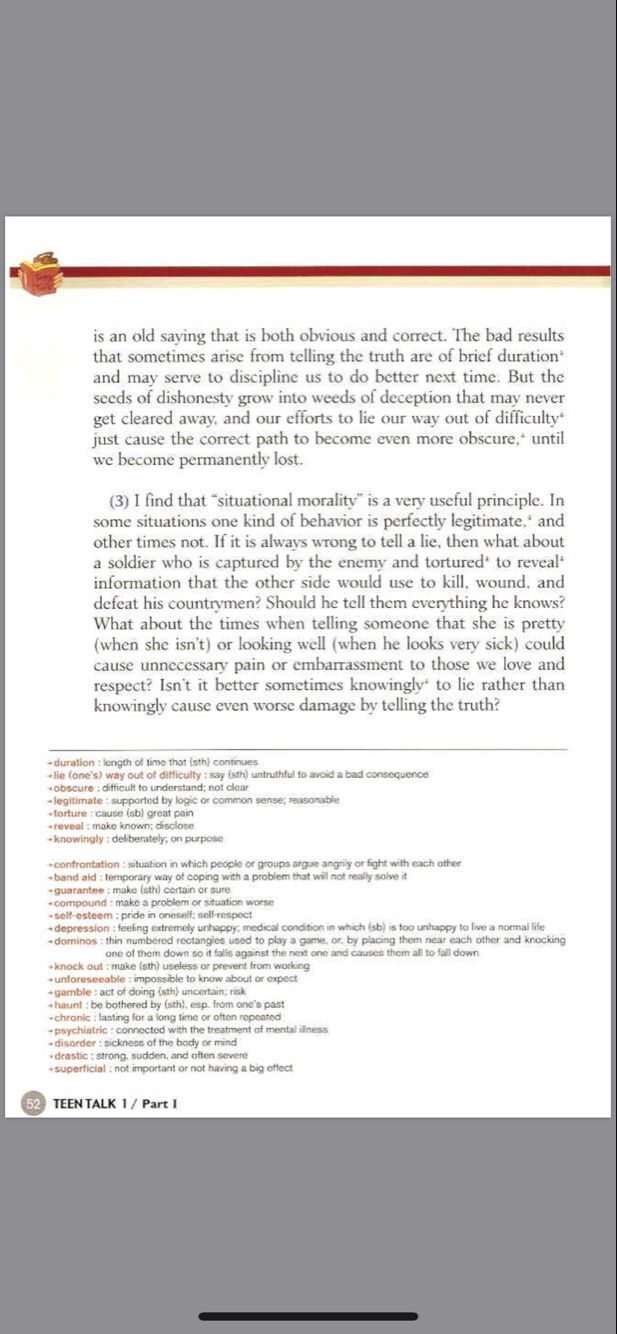 is an old saying that is both obvious and correct. The bad results
that sometimes arise from telling the truth are of brief duration
and may serve to discipline us to do better next time. But the
seeds of dishonesty grow into weeds of deception that may never
get cleared away, and our efforts to lie our way out of difficulty
just cause the correct path to become even more obscure, until
we become permanently lost.
(3) I find that “situational morality” is a very useful principle. In
some situations one kind of behavior is perfectly legitimate, and
other times not. If it is always wrong to tell a lie, then what about
a soldier who is captured by the enemy and tortured to reveal
information that the other side would use to kill, wound, and
defeat his countrymen? Should he tell them everything he knows?
What about the times when telling someone that she is pretty
(when she isn't) or looking well (when he looks very sick) could
cause unnecessary pain or embarrassment to those we love and
respect? Isn't it better sometimes knowingly to lie rather than
knowingly cause even worse damage by telling the truth?
duration : length of time that (sth) continues
lie (one's) way out of difficulty : say (sth) untruthful to avoid a bad consequence
obscure : difficult to understand; not clear
legitimate : supported by logic or common sense; reasonable
torture : cause (sb) great pain
reveal : make known; disclose
knowingly : deliberately; on purpose
confrontation : situation in which people or groups argue angrily or fight with each other
band aid : temporary way of coping with a problem that will not really solve it
guarantee : make (sth) certain or sure
compound : make a problem or situation worse
self-esteem : pride in oneself; self-respect
depression : feeling extremely unhappy; medical condition in which (sb) is too unhappy to live a normal life
dominos : thin numbered rectangles used to play a game, or, by placing them near each other and knocking
one of them down so it falls against the next one and causes them all to fall down
knock out : make (sth) useless or prevent from working
unforeseeable : impossible to know about or expect
gamble : act of doing (sth) uncertain; risk
haunt : be bothered by (sth), esp. from one's past
chronic : lasting for a long time or often repeated
psychiatric : connected with the treatment of mental illness
disorder : sickness of the body or mind
drastic : strong, sudden, and often severe
superficial : not important or not having a big effect
52 TEEN TALK 1 / Part I